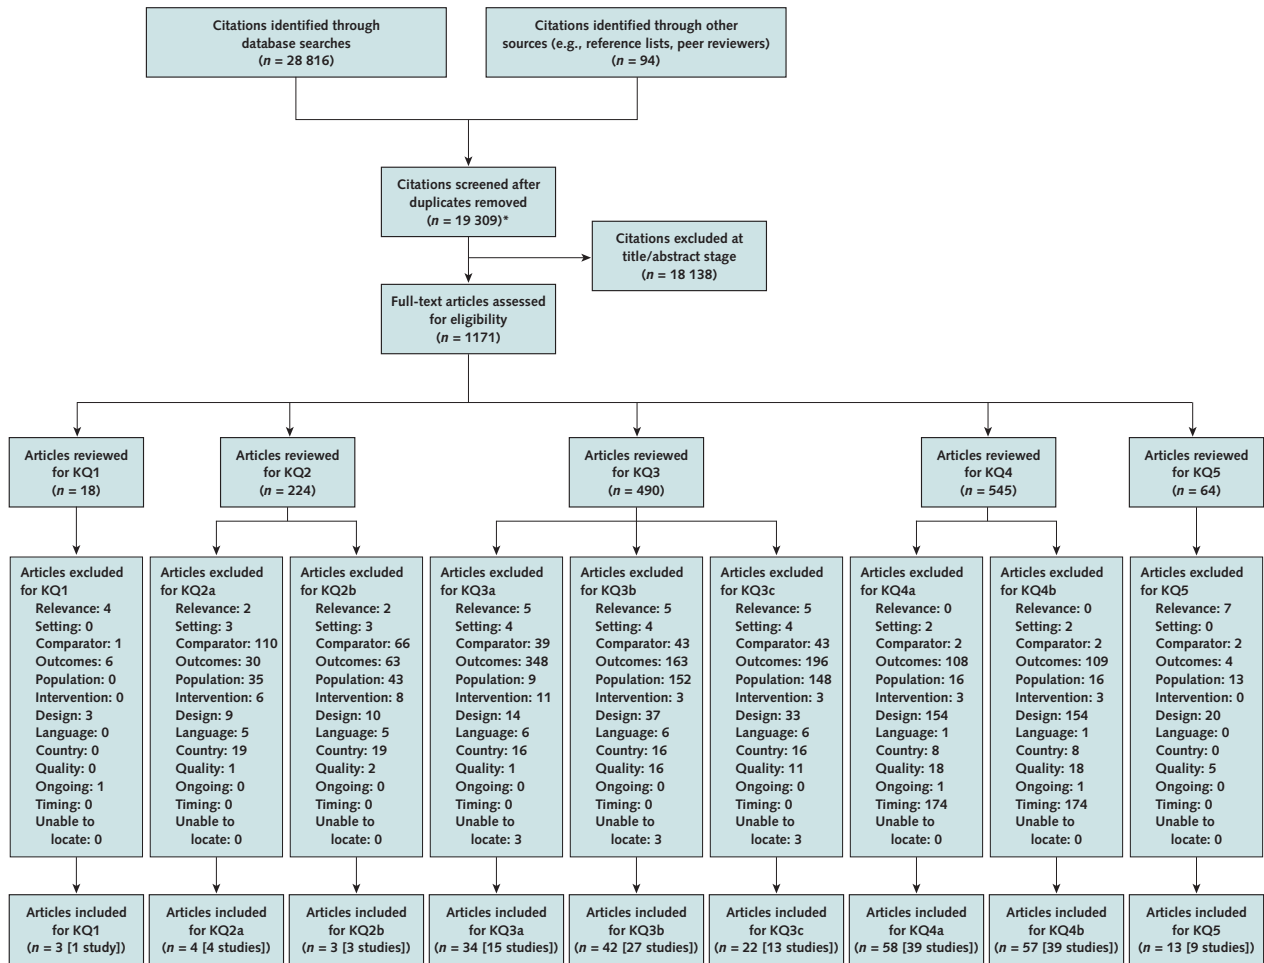 Citations identified through
database searches
(n = 28 816)
Citations identified through other
sources (e.g., reference lists, peer reviewers)
(n = 94)
Citations screened after
duplicates removed
(n = 19 309)*
Citations excluded at
title/abstract stage
(n = 18 138)
Full-text articles assessed
for eligibility
(n = 1171)
Articles reviewed
for KQ1
(n = 18)
Articles reviewed
for KQ2
(n = 224)
Articles reviewed
for KQ3
(n = 490)
Articles reviewed
for KQ4
(n = 545)
Articles reviewed
for KQ5
(n = 64)
Articles excluded
for KQ1
Relevance: 4
Setting: 0
Comparator: 1
Outcomes: 6
Population: 0
Intervention: 0
Design: 3
Language: 0
Country: 0
Quality: 0
Ongoing: 1
Timing: 0
Unable to
locate: 0
Articles excluded
for KQ2a
Relevance: 2
Setting: 3
Comparator: 110
Outcomes: 30
Population: 35
Intervention: 6
Design: 9
Language: 5
Country: 19
Quality: 1
Ongoing: 0
Timing: 0
Unable to
locate: 0
Articles excluded
for KQ2b
Relevance: 2
Setting: 3
Comparator: 66
Outcomes: 63
Population: 43
Intervention: 8
Design: 10
Language: 5
Country: 19
Quality: 2
Ongoing: 0
Timing: 0
Unable to
locate: 0
Articles excluded
for KQ3a
Relevance: 5
Setting: 4
Comparator: 39
Outcomes: 348
Population: 9
Intervention: 11
Design: 14
Language: 6
Country: 16
Quality: 1
Ongoing: 0
Timing: 0
Unable to
locate: 3
Articles excluded
for KQ3b
Relevance: 5
Setting: 4
Comparator: 43
Outcomes: 163
Population: 152
Intervention: 3
Design: 37
Language: 6
Country: 16
Quality: 16
Ongoing: 0
Timing: 0
Unable to
locate: 3
Articles excluded
for KQ3c
Relevance: 5
Setting: 4
Comparator: 43
Outcomes: 196
Population: 148
Intervention: 3
Design: 33
Language: 6
Country: 16
Quality: 11
Ongoing: 0
Timing: 0
Unable to
locate: 3
Articles excluded
for KQ4a
Relevance: 0
Setting: 2
Comparator: 2
Outcomes: 108
Population: 16
Intervention: 3
Design: 154
Language: 1
Country: 8
Quality: 18
Ongoing: 1
Timing: 174
Unable to
locate: 0
Articles excluded
for KQ4b
Relevance: 0
Setting: 2
Comparator: 2
Outcomes: 109
Population: 16
Intervention: 3
Design: 154
Language: 1
Country: 8
Quality: 18
Ongoing: 1
Timing: 174
Unable to
locate: 0
Articles excluded
for KQ5
Relevance: 7
Setting: 0
Comparator: 2
Outcomes: 4
Population: 13
Intervention: 0
Design: 20
Language: 0
Country: 0
Quality: 5
Ongoing: 0
Timing: 0
Unable to
locate: 0
Articles included
for KQ1
(n = 3 [1 study])
Articles included
for KQ2a
(n = 4 [4 studies])
Articles included
for KQ2b
(n = 3 [3 studies])
Articles included
for KQ3a
(n = 34 [15 studies])
Articles included
for KQ3b
(n = 42 [27 studies])
Articles included
for KQ3c
(n = 22 [13 studies])
Articles included
for KQ4a
(n = 58 [39 studies])
Articles included
for KQ4b
(n = 57 [39 studies])
Articles included
for KQ5
(n = 13 [9 studies])